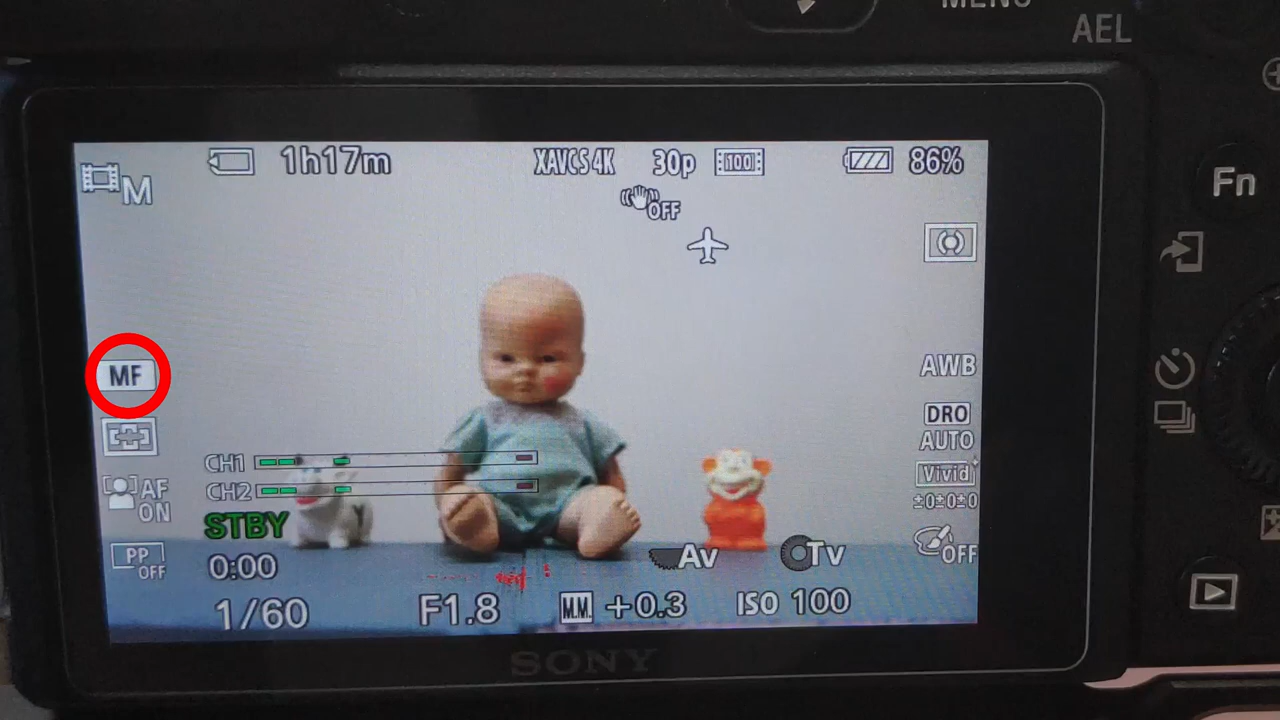 MENU
AEL
1h17m XAVC S 4K 30p 100 86%
M
OFF
Fn
MF
AWB
DRO
AUTO
CH1
Vivid
CH2
AF
ON
±0±0±0
STBY
PP
OFF
0:00
Av
Tv
OFF
1/60 F1.8 M.M. +0.3 ISO 100
SONY